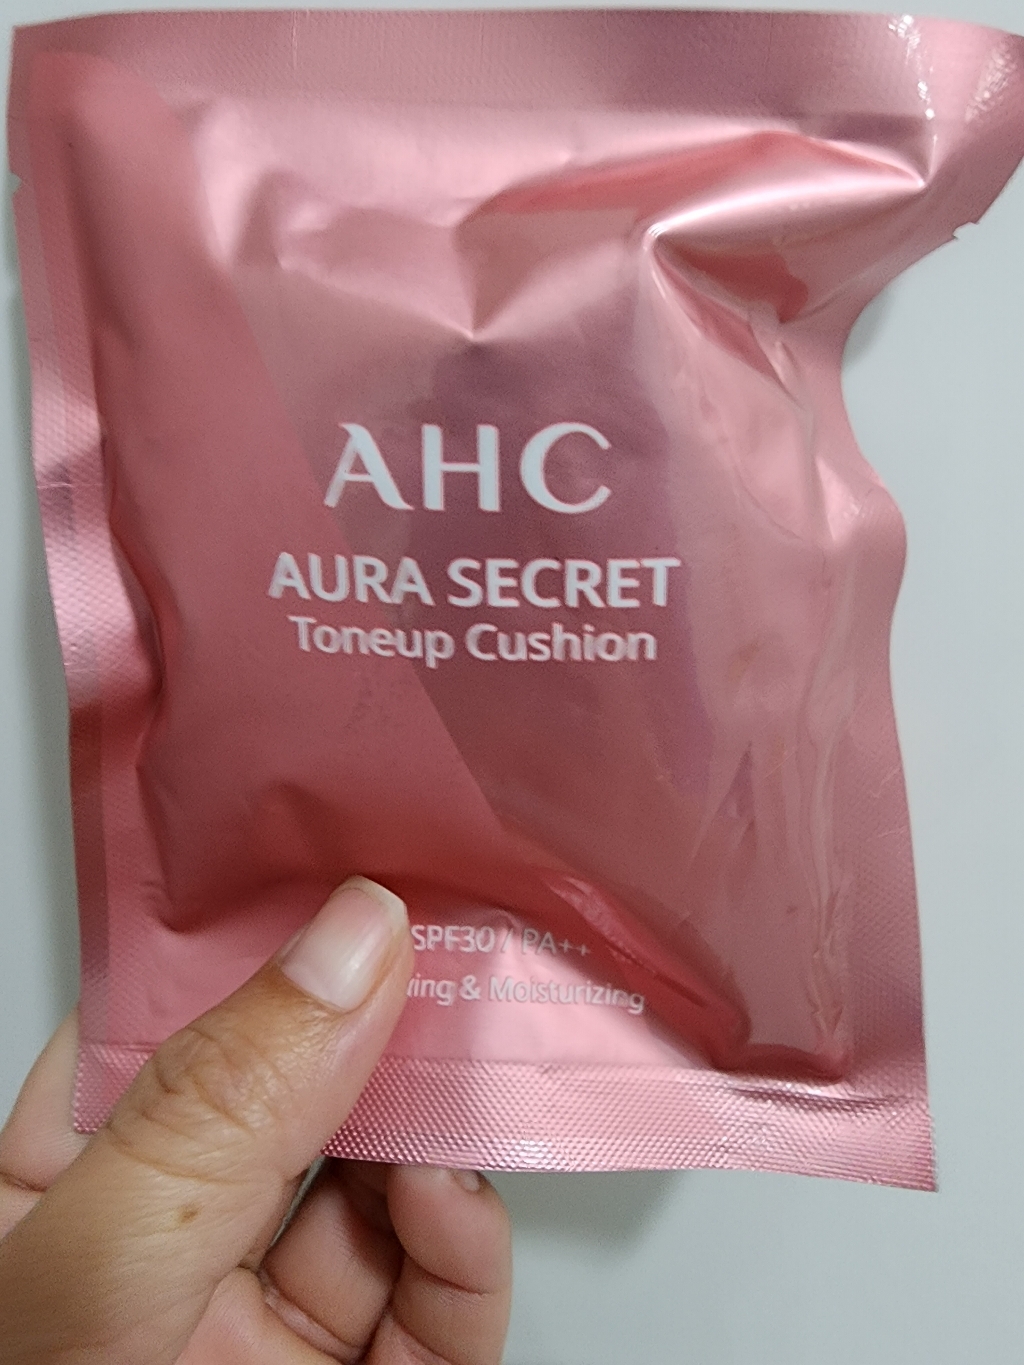 AHC
AURA SECRET
Toneup Cushion
SPF30 / PA++
& Moisturizing